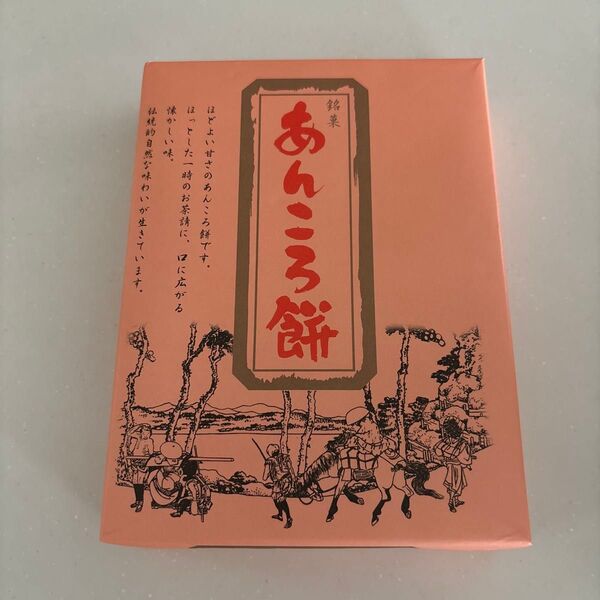 銘菓
あんころ餅
ほどよい甘さのあんころ餅です。
ほっとした一時のお茶請に、口に広がる
懐かしい味。
伝統的自然な味わいが生きています。